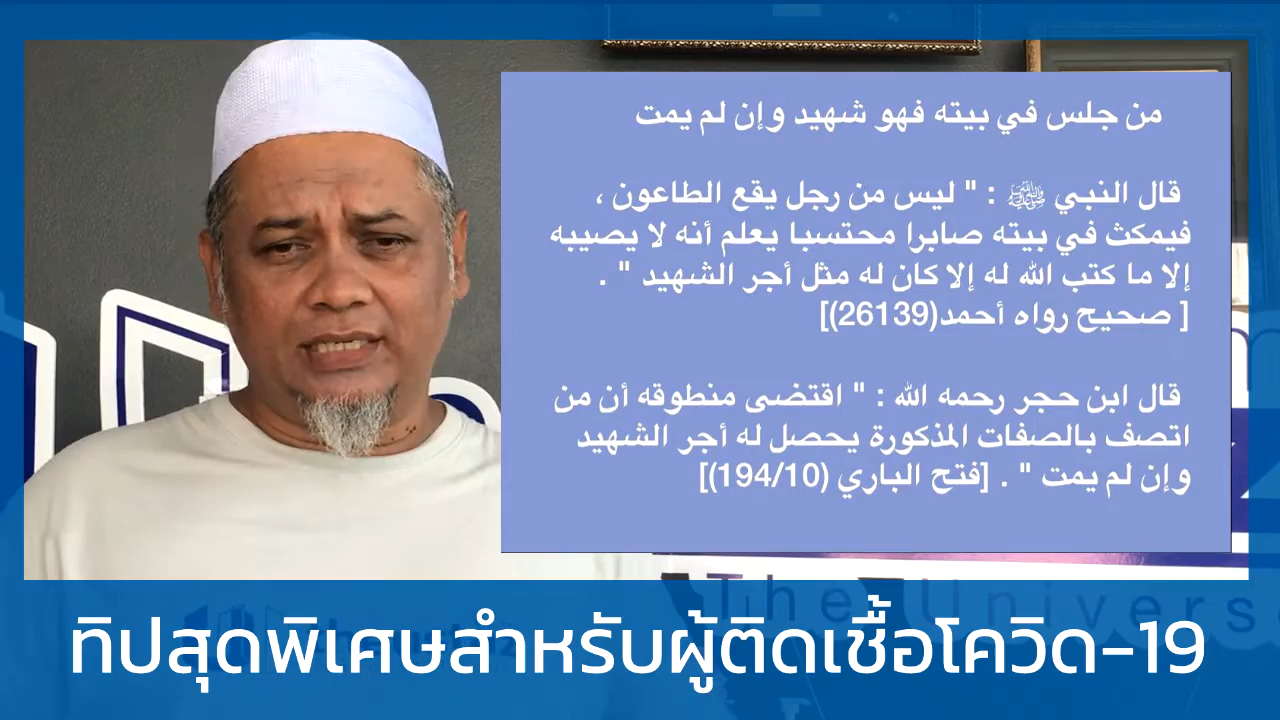 من جلس في بيته فهو شهيد وإن لم يمت
قال النبي ﷺ : " ليس من رجل يقع الطاعون ،
فيمكث في بيته صابرا محتسبا يعلم أنه لا يصيبه
إلا ما كتب الله له إلا كان له مثل أجر الشهيد " .
[ صحيح رواه أحمد(26139)]
قال ابن حجر رحمه الله : " اقتضى منطوقه أن من
اتصف بالصفات المذكورة يحصل له أجر الشهيد
وإن لم يمت " . [فتح الباري (194/10)]
The Univers
ทิปสุดพิเศษสำหรับผู้ติดเชื้อโควิด-19